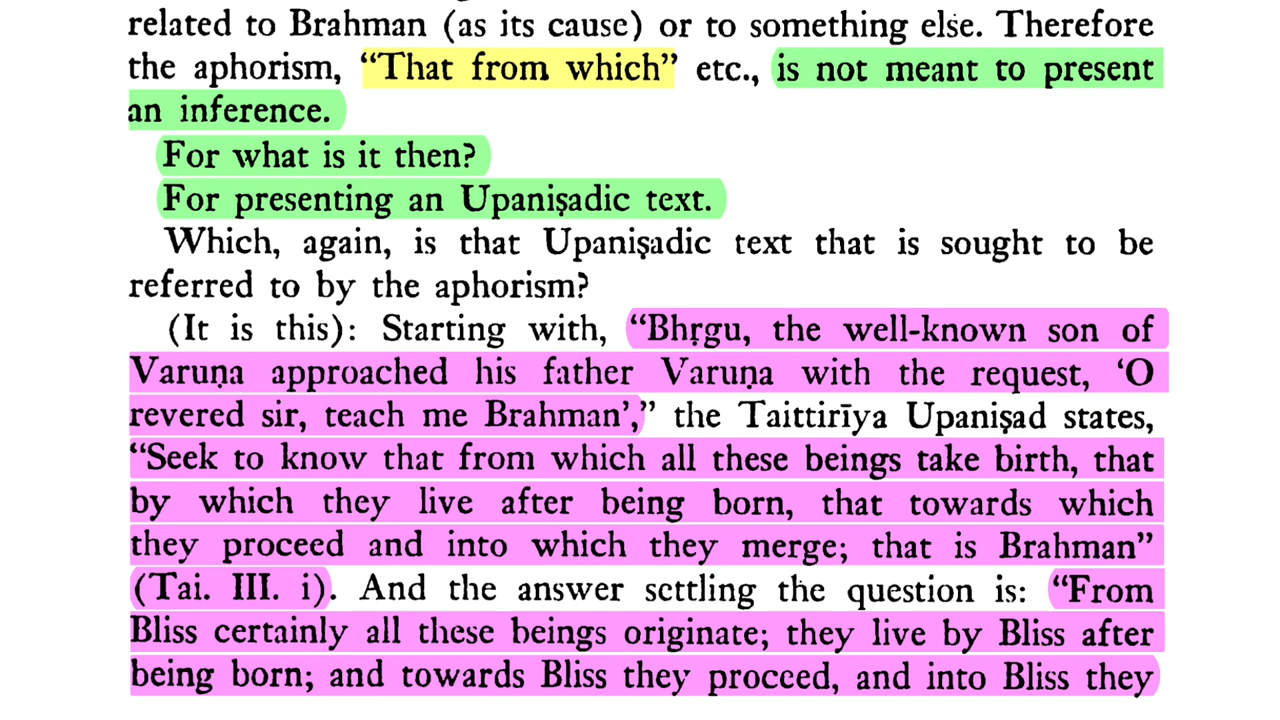 related to Brahman (as its cause) or to something else. Therefore
the aphorism, “That from which” etc., is not meant to present
an inference.
For what is it then?
For presenting an Upaniṣadic text.
Which, again, is that Upaniṣadic text that is sought to be
referred to by the aphorism?
(It is this): Starting with, “Bhṛgu, the well-known son of
Varuṇa approached his father Varuṇa with the request, ‘O
revered sir, teach me Brahman’,” the Taittirīya Upaniṣad states,
“Seek to know that from which all these beings take birth, that
by which they live after being born, that towards which
they proceed and into which they merge; that is Brahman”
(Tai. III. i). And the answer settling the question is: “From
Bliss certainly all these beings originate; they live by Bliss after
being born; and towards Bliss they proceed, and into Bliss they